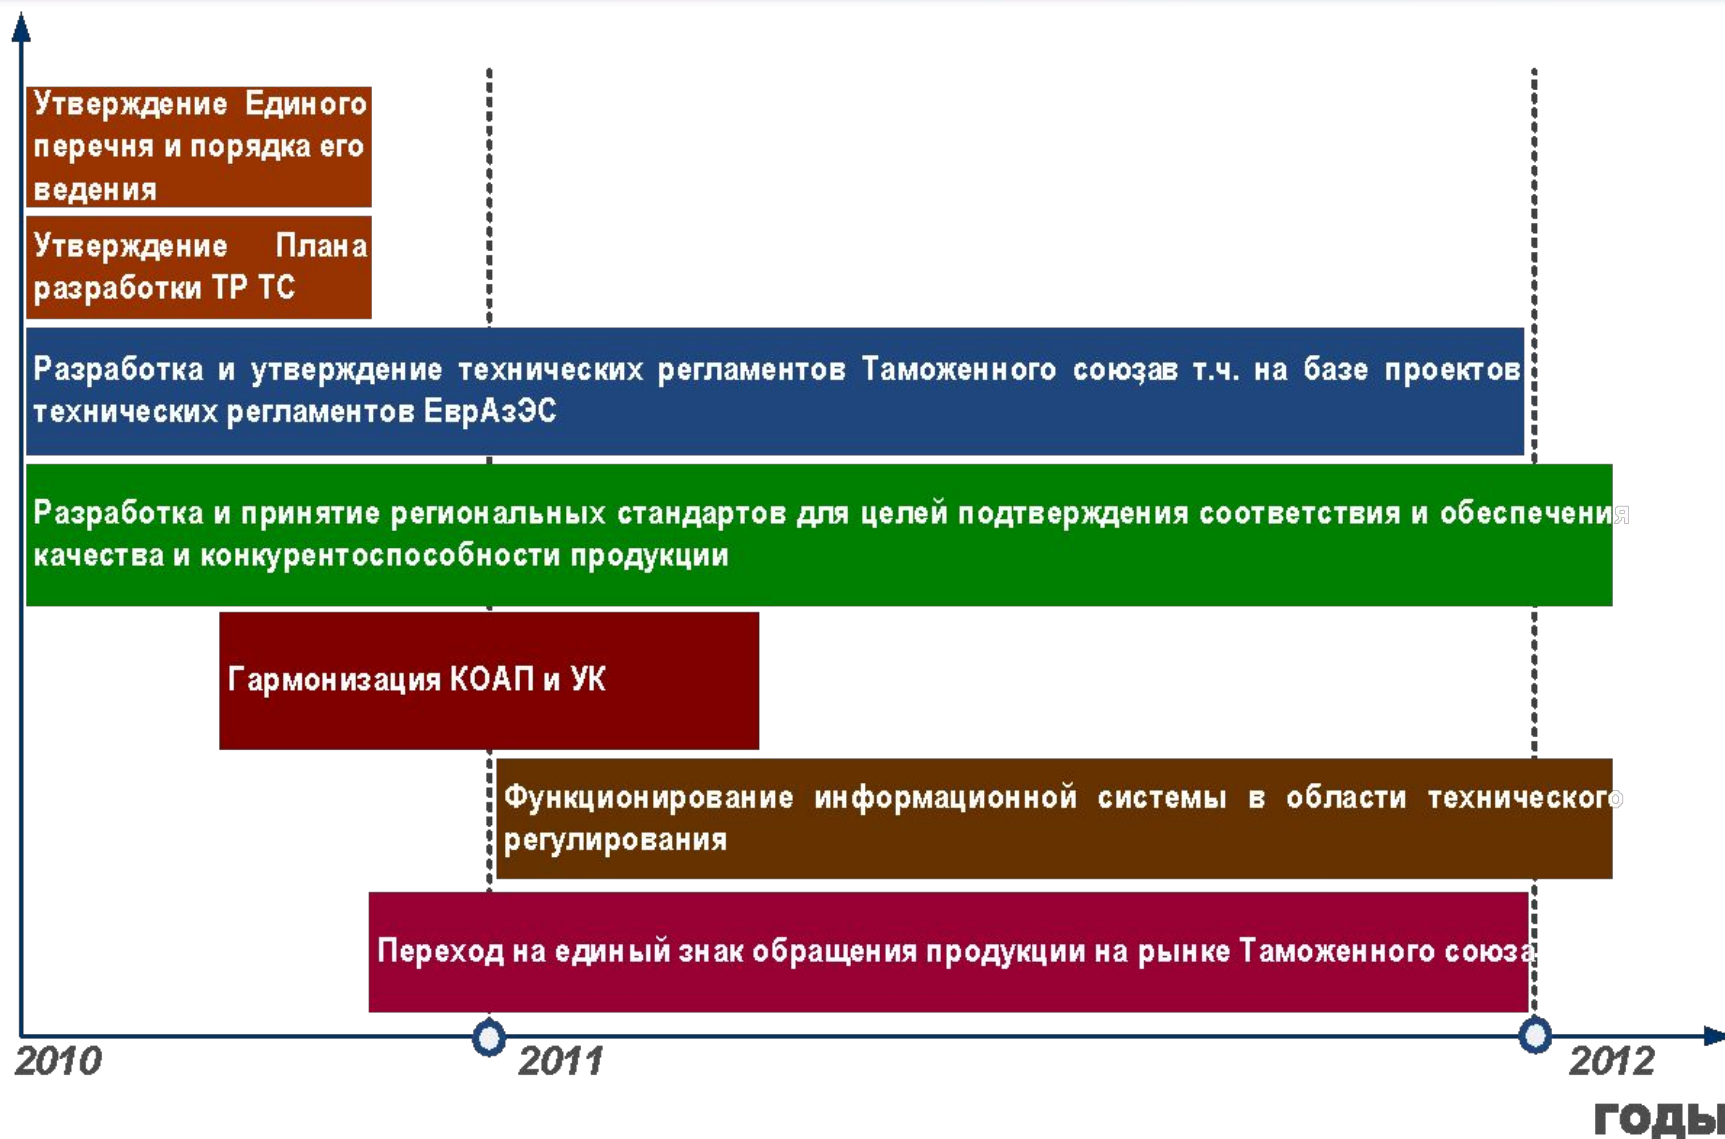 Утверждение Единого
перечня и порядка его
ведения
Утверждение Плана
разработки ТР ТС
Разработка и утверждение технических регламентов Таможенного союза, в т.ч. на базе проектов
технических регламентов ЕврАзЭС
Разработка и принятие региональных стандартов для целей подтверждения соответствия и обеспечения
качества и конкурентоспособности продукции
Гармонизация КОАП и УК
Функционирование информационной системы в области технического
регулирования
Переход на единый знак обращения продукции на рынке Таможенного союза
2010
2011
2012
годы